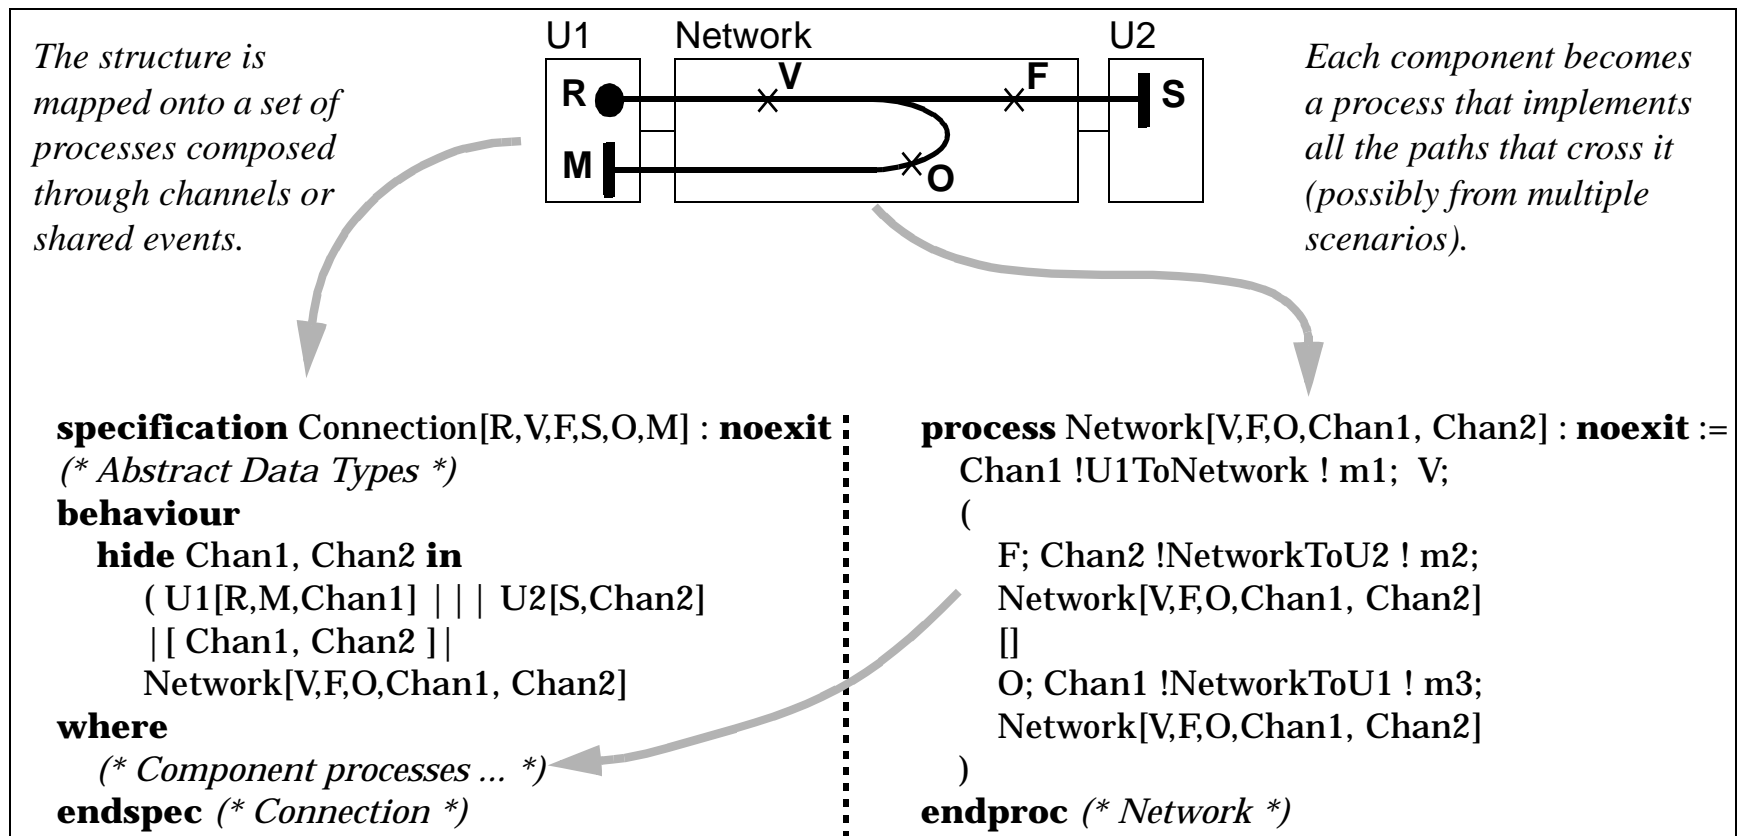 The structure is
mapped onto a set of
processes composed
through channels or
shared events.
U1 Network U2
R V F S
M O
Each component becomes
a process that implements
all the paths that cross it
(possibly from multiple
scenarios).
specification Connection[R,V,F,S,O,M] : noexit
(* Abstract Data Types *)
behaviour
hide Chan1, Chan2 in
( U1[R,M,Chan1] ||| U2[S,Chan2]
|[ Chan1, Chan2 ]|
Network[V,F,O,Chan1, Chan2]
where
(* Component processes ... *)
endspec (* Connection *)
process Network[V,F,O,Chan1, Chan2] : noexit :=
Chan1 !U1ToNetwork ! m1; V;
(
F; Chan2 !NetworkToU2 ! m2;
Network[V,F,O,Chan1, Chan2]
[]
O; Chan1 !NetworkToU1 ! m3;
Network[V,F,O,Chan1, Chan2]
)
endproc (* Network *)